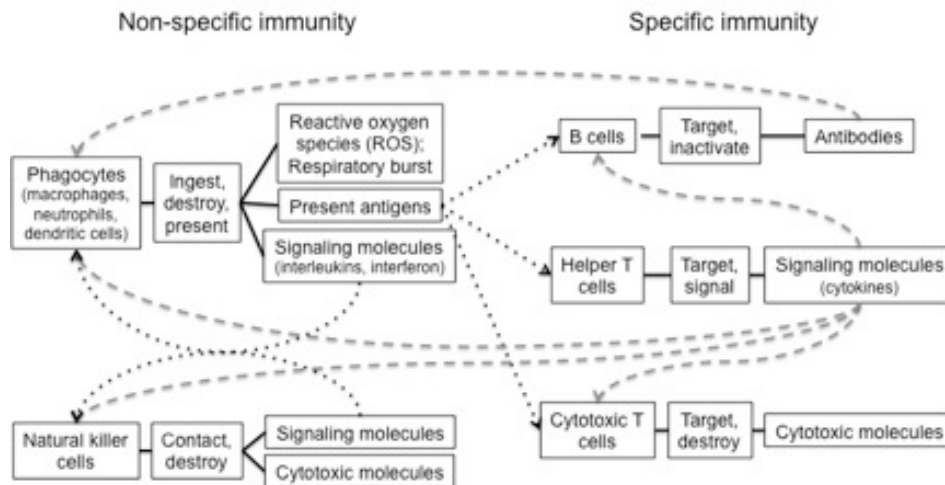 Non-specific immunity
Specific immunity
Phagocytes
(macrophages,
neutrophils,
dendritic cells)
Ingest,
destroy,
present
Reactive oxygen
species (ROS);
Respiratory burst
Present antigens
Signaling molecules
(interleukins, interferon)
Natural killer
cells
Contact,
destroy
Signaling molecules
Cytotoxic molecules
B cells
Target,
inactivate
Antibodies
Helper T
cells
Target,
signal
Signaling molecules
(cytokines)
Cytotoxic T
cells
Target,
destroy
Cytotoxic molecules